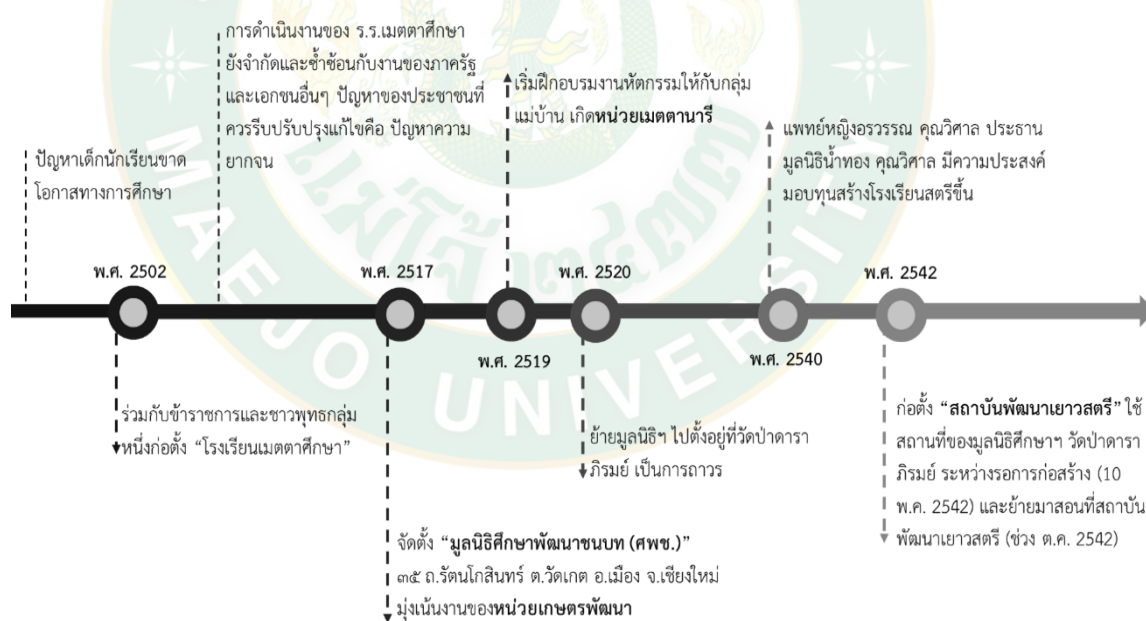 การดำเนินงานของ ร.ร.เมตตาศึกษา
ยังจำกัดและซ้ำซ้อนกับงานของภาครัฐ
และเอกชนอื่นๆ ปัญหาของประชาชนที่
ควรรีบปรับปรุงแก้ไขคือ ปัญหาความ
ยากจน
ปัญหาเด็กนักเรียนขาด
โอกาสทางการศึกษา
เริ่มฝึกอบรมงานหัตกรรมให้กับกลุ่ม
แม่บ้าน เกิดหน่วยเมตตานารี
แพทย์หญิงอรวรรณ คุณวิศาล ประธาน
มูลนิธิน้ำทอง คุณวิศาล มีความประสงค์
มอบทุนสร้างโรงเรียนสตรีขึ้น
พ.ศ. 2502
พ.ศ. 2517
พ.ศ. 2519
พ.ศ. 2520
พ.ศ. 2540
พ.ศ. 2542
ร่วมกับข้าราชการและชาวพุทธกลุ่ม
หนึ่งก่อตั้ง “โรงเรียนเมตตาศึกษา”
จัดตั้ง “มูลนิธิศึกษาพัฒนาชนบท (ศพช.)”
๓๕ ถ.รัตนโกสินทร์ ต.วัดเกต อ.เมือง จ.เชียงใหม่
มุ่งเน้นงานของหน่วยเกษตรพัฒนา
ย้ายมูลนิธิฯ ไปตั้งอยู่ที่วัดป่าดารา
ภิรมย์ เป็นการถาวร
ก่อตั้ง “สถาบันพัฒนาเยาวสตรี” ใช้
สถานที่ของมูลนิธิศึกษาฯ วัดป่าดารา
ภิรมย์ ระหว่างรอการก่อสร้าง (10
พ.ค. 2542) และย้ายมาสอนที่สถาบัน
พัฒนาเยาวสตรี (ช่วง ต.ค. 2542)
แม่โจ้ ๒๔๗๗
MAEJO UNIVERSITY